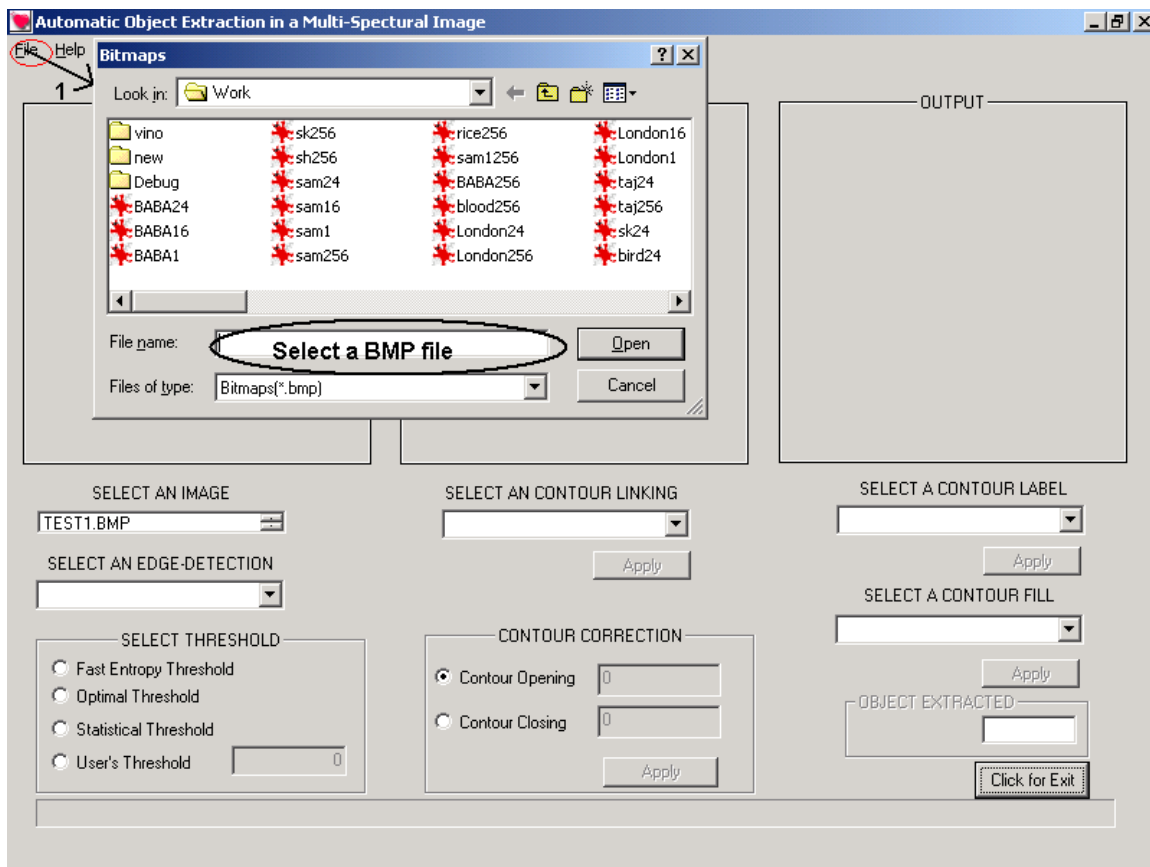 Automatic Object Extraction in a Multi-Spectural Image
File Help
1
Bitmaps
Look in: Work
vino
new
Debug
BABA24
BABA16
BABA1
sk256
sh256
sam24
sam16
sam1
sam256
rice256
sam1256
BABA256
blood256
London24
London256
London16
London1
taj24
taj256
sk24
bird24
File name: Select a BMP file Open
Files of type: Bitmaps(*.bmp) Cancel
OUTPUT
SELECT AN IMAGE
TEST1.BMP
SELECT AN EDGE-DETECTION
SELECT THRESHOLD
Fast Entropy Threshold
Optimal Threshold
Statistical Threshold
User's Threshold 0
SELECT AN CONTOUR LINKING
Apply
CONTOUR CORRECTION
Contour Opening 0
Contour Closing 0
Apply
SELECT A CONTOUR LABEL
Apply
SELECT A CONTOUR FILL
Apply
OBJECT EXTRACTED
Click for Exit